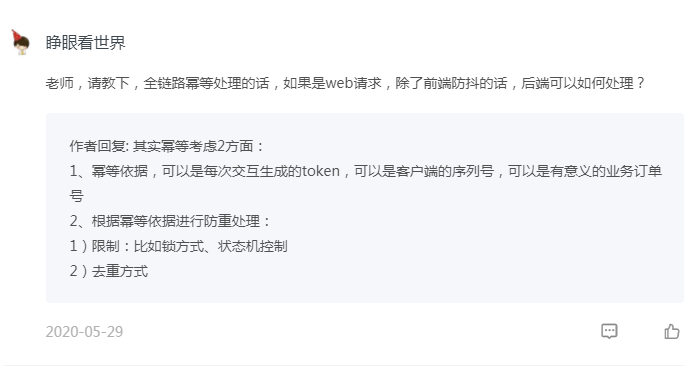 睁眼看世界
老师，请教下，全链路幂等处理的话，如果是web请求，除了前端防抖的话，后端可以如何处理？
作者回复: 其实幂等考虑2方面：
1、幂等依据，可以是每次交互生成的token，可以是客户端的序列号，可以是有意义的业务订单
号
2、根据幂等依据进行防重处理：
1）限制：比如锁方式、状态机控制
2）去重方式
2020-05-29